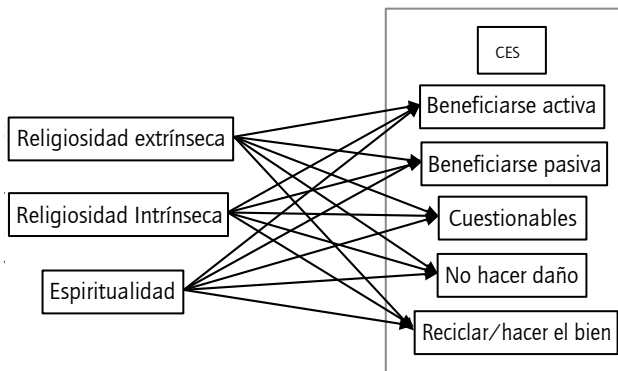 CES
Beneficiarse activa
Religiosidad extrínseca
Beneficiarse pasiva
Religiosidad Intrínseca
Cuestionables
No hacer daño
Espiritualidad
Reciclar/hacer el bien